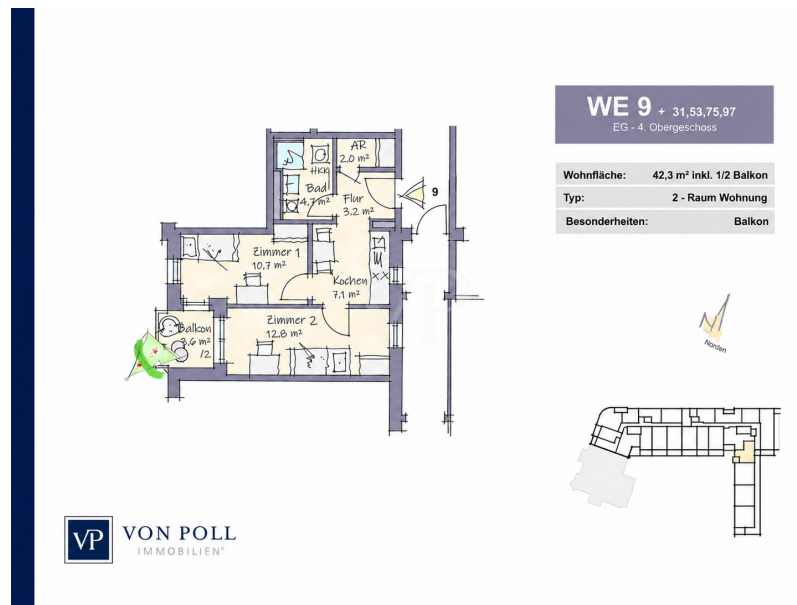 WE 9 + 31,53,75,97
EG - 4. Obergeschoss
Wohnfläche: 42,3 m² inkl. 1/2 Balkon
Typ: 2 - Raum Wohnung
Besonderheiten: Balkon
AR
2.0 m²
HKK
Bad
4,7 m²
Flur
3.2 m²
9
Zimmer 1
10.7 m²
Kochen
7.1 m²
Balkon
3,6 m²
/2
Zimmer 2
12.8 m²
Norden
VP
VON POLL
IMMOBILIEN®